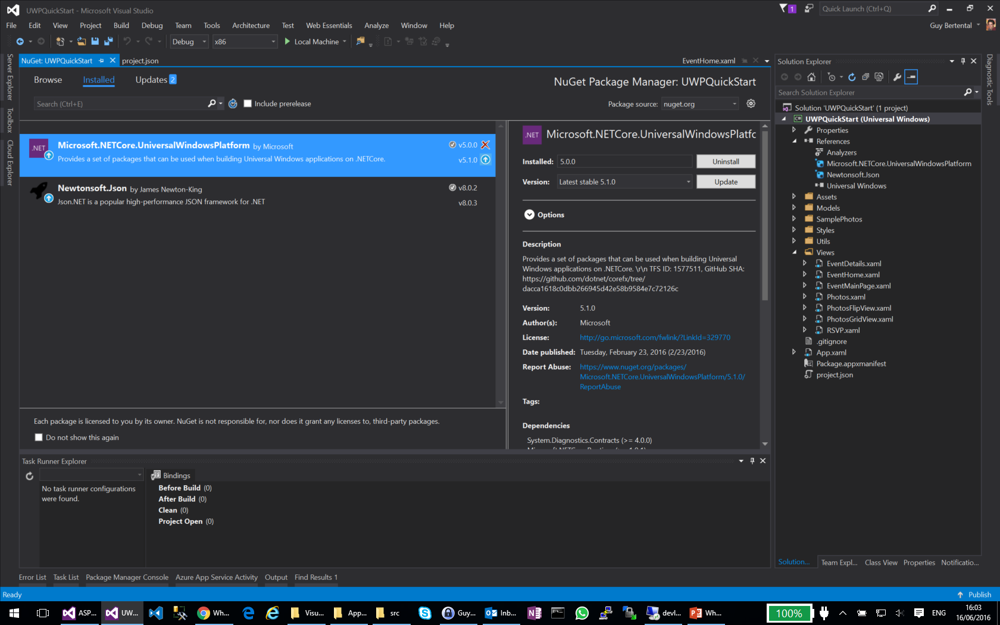 UWPQuickStart - Microsoft Visual Studio
1
Quick Launch (Ctrl+Q)
File Edit View Project Build Debug Team Tools Architecture Test Web Essentials Analyze Window Help
Guy Bertental
Debug x86 Local Machine
Server Explorer
Toolbox
Cloud Explorer
NuGet: UWPQuickStart project.json EventHome.xaml
Browse Installed Updates 2
NuGet Package Manager: UWPQuickStart
Search (Ctrl+E) Include prerelease
Package source: nuget.org
.NET
Microsoft.NETCore.UniversalWindowsPlatform by Microsoft v5.0.0
Provides a set of packages that can be used when building Universal Windows applications on .NETCore. v5.1.0
Newtonsoft.Json by James Newton-King v8.0.2
Json.NET is a popular high-performance JSON framework for .NET v8.0.3
Each package is licensed to you by its owner. NuGet is not responsible for, nor does it grant any licenses to, third-party packages.
Do not show this again
.NET Microsoft.NETCore.UniversalWindowsPlatfo
Installed: 5.0.0 Uninstall
Version: Latest stable 5.1.0 Update
Options
Description
Provides a set of packages that can be used when building Universal
Windows applications on .NETCore. \r\n TFS ID: 1577511, GitHub SHA:
https://github.com/dotnet/corefx/tree/
dacca1618c0dbb266945d42e58b9584e7c72126c
Version: 5.1.0
Author(s): Microsoft
License: http://go.microsoft.com/fwlink/?LinkId=329770
Date published: Tuesday, February 23, 2016 (2/23/2016)
Report Abuse: https://www.nuget.org/packages/
Microsoft.NETCore.UniversalWindowsPlatform/5.1.0/
ReportAbuse
Tags:
Dependencies
System.Diagnostics.Contracts (>= 4.0.0)
Task Runner Explorer
No task runner configurations
were found.
Bindings
Before Build (0)
After Build (0)
Clean (0)
Project Open (0)
Error List Task List Package Manager Console Azure App Service Activity Output Find Results 1
Solution Explorer
Search Solution Explorer
Solution 'UWPQuickStart' (1 project)
UWPQuickStart (Universal Windows)
Properties
References
Analyzers
Microsoft.NETCore.UniversalWindowsPlatform
Newtonsoft.Json
Universal Windows
Assets
Models
SamplePhotos
Styles
Utils
Views
EventDetails.xaml
EventHome.xaml
EventMainPage.xaml
Photos.xaml
PhotosFlipView.xaml
PhotosGridView.xaml
RSVP.xaml
.gitignore
App.xaml
Package.appxmanifest
project.json
Solution... Team Expl... Class View Properties Notificatio...
Diagnostic Tools
Ready
Publish
ASP... UW... Wh... Visu... App... src Guy... Inb... devl... Wh...
100%
ENG
16:03
16/06/2016